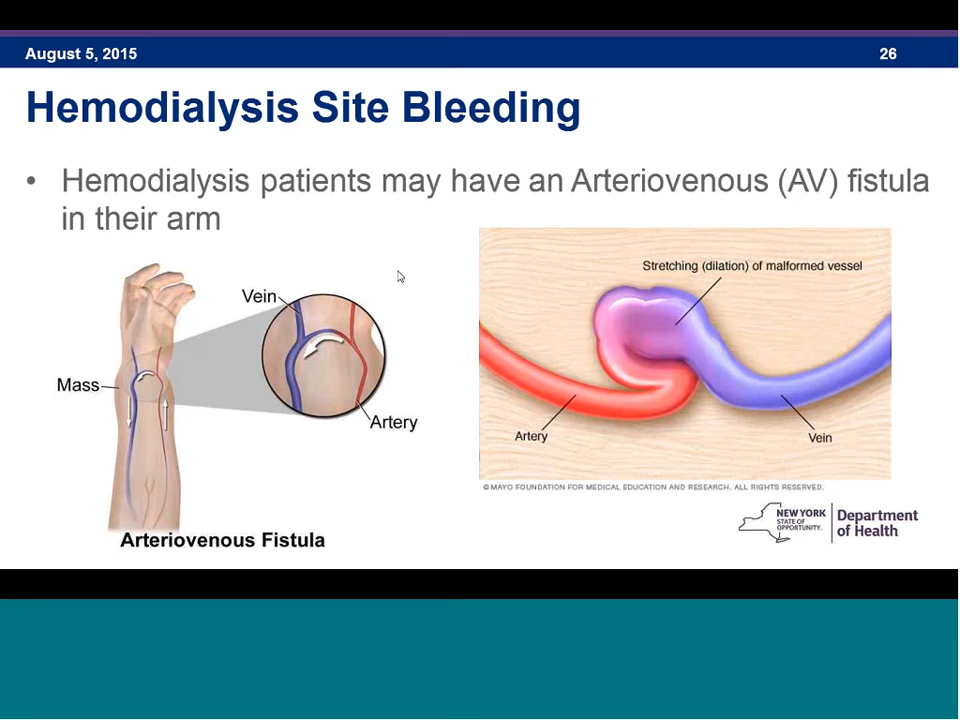 August 5, 2015
26
Hemodialysis Site Bleeding
• Hemodialysis patients may have an Arteriovenous (AV) fistula
in their arm
Vein
Mass
Artery
Arteriovenous Fistula
Stretching (dilation) of malformed vessel
Artery
Vein
© MAYO FOUNDATION FOR MEDICAL EDUCATION AND RESEARCH. ALL RIGHTS RESERVED.
NEW YORK
STATE OF
OPPORTUNITY.
Department
of Health